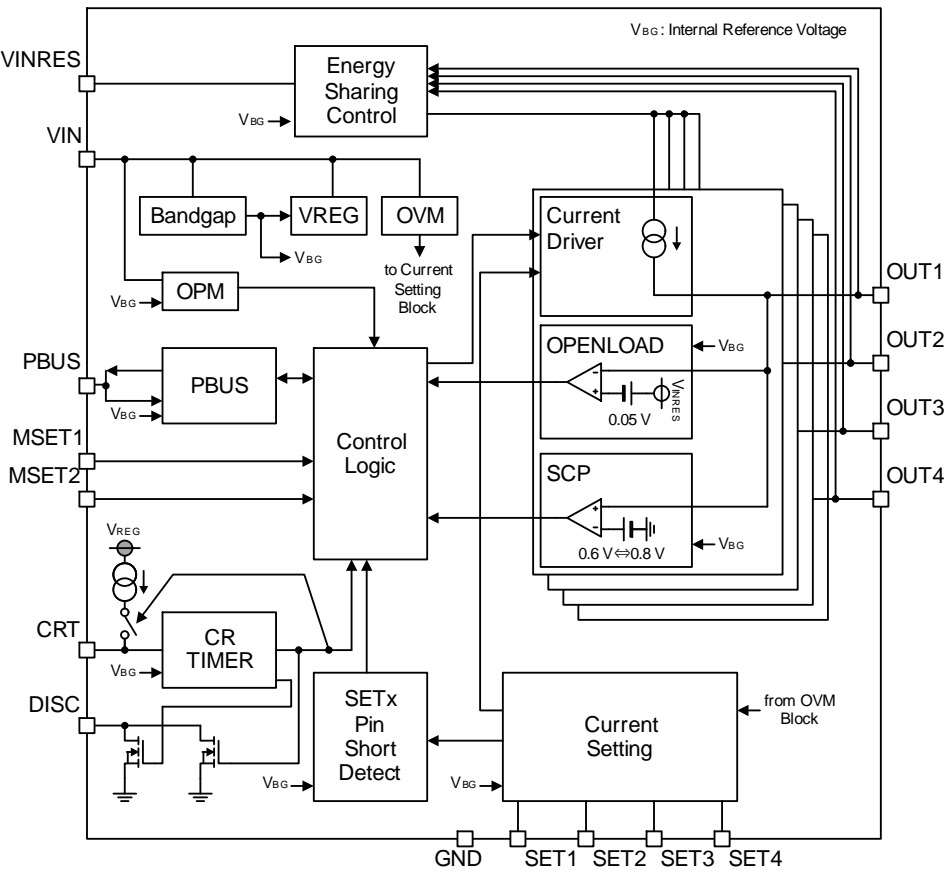 VBG: Internal Reference Voltage
VINRES
Energy
Sharing
Control
VBG
VIN
Bandgap
VREG
OVM
VBG
to Current
Setting
Block
OPM
VBG
Current
Driver
OUT1
OPENLOAD
VBG
VINRES
0.05 V
OUT2
PBUS
PBUS
VBG
OUT3
MSET1
MSET2
Control
Logic
OUT4
SCP
0.6 V⇔0.8 V
VBG
VREG
CRT
CR
TIMER
VBG
DISC
SETx
Pin
Short
Detect
VBG
Current
Setting
VBG
from OVM
Block
GND
SET1
SET2
SET3
SET4